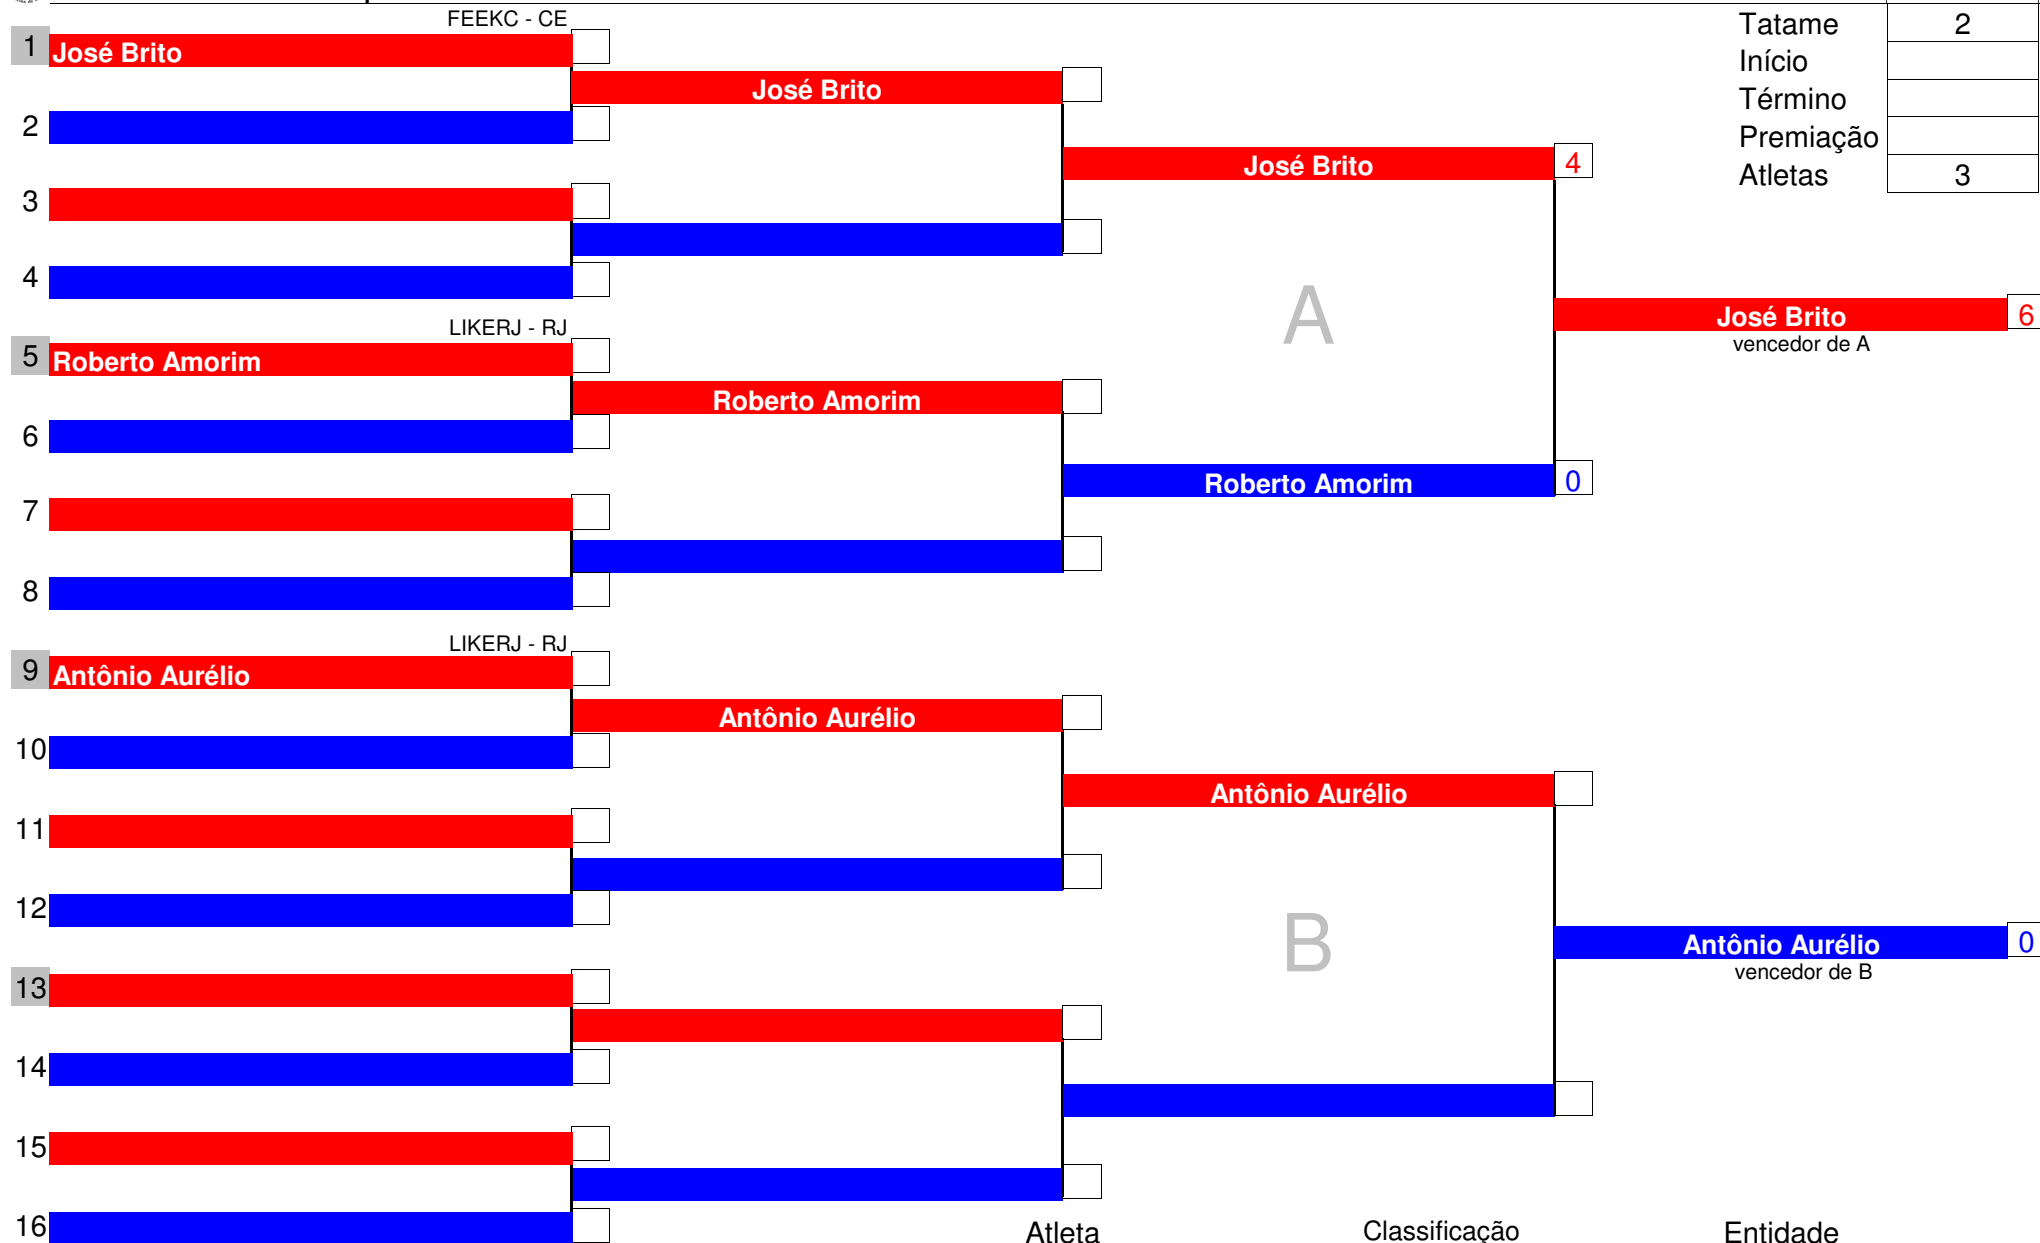 FEEKC - CE
Tatame 2
1 José Brito
Início
José Brito
Término
2
Premiação
José Brito 4
Atletas 3
3
4
A
José Brito 6
LIKERJ - RJ
vencedor de A
5 Roberto Amorim
Roberto Amorim
6
Roberto Amorim 0
7
8
LIKERJ - RJ
9 Antônio Aurélio
Antônio Aurélio
10
Antônio Aurélio
11
12
B
Antônio Aurélio 0
vencedor de B
13
14
15
16
Atleta Classificação Entidade